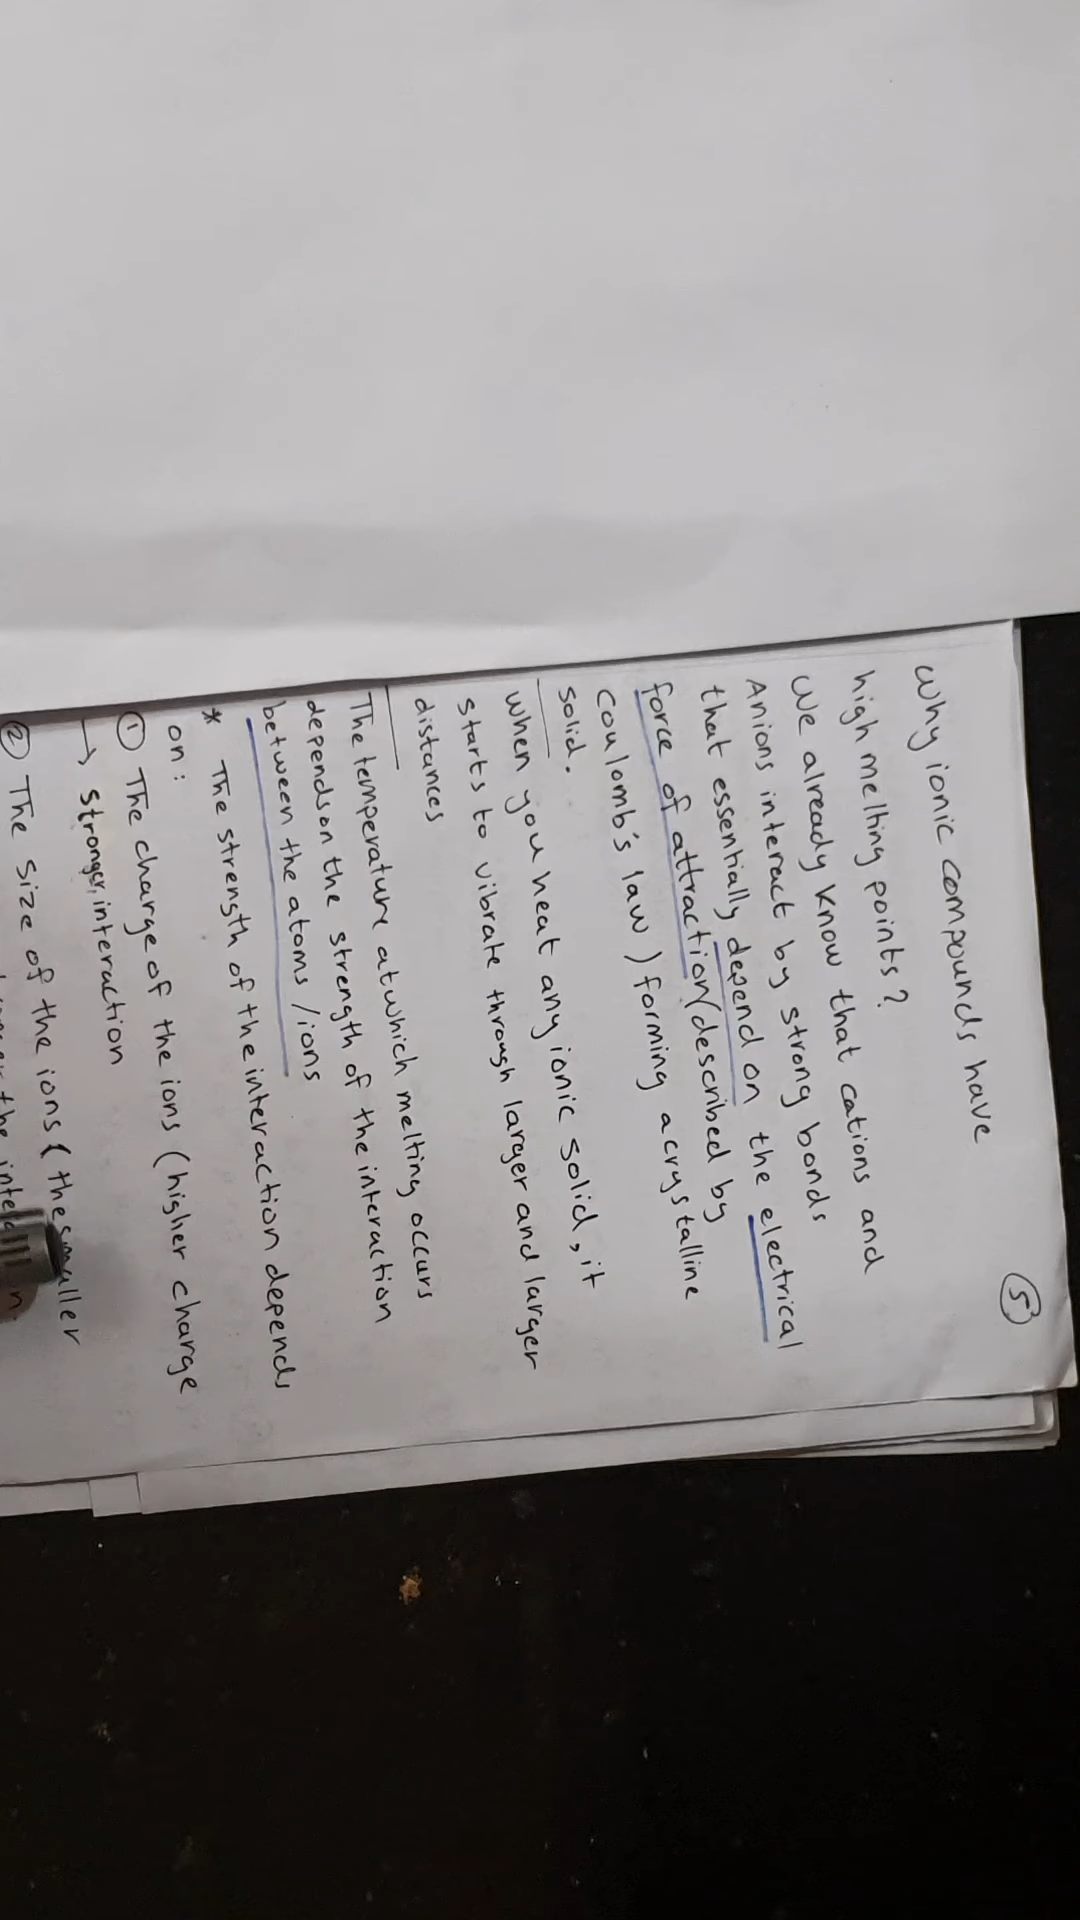 5
Why ionic compounds have
high melting points?
We already know that cations and
Anions interact by strong bonds
that essentially depend on the electrical
force of attraction (described by
Coulomb's law) forming a crystalline
solid.
when you heat any ionic solid, it
starts to vibrate through larger and larger
distances
The temperature at which melting occurs
depends on the strength of the interaction
between the atoms / ions
* The strength of the interaction depends
on:
① The charge of the ions (higher charge
→ stronger interaction
② The size of the ions (the smaller
the